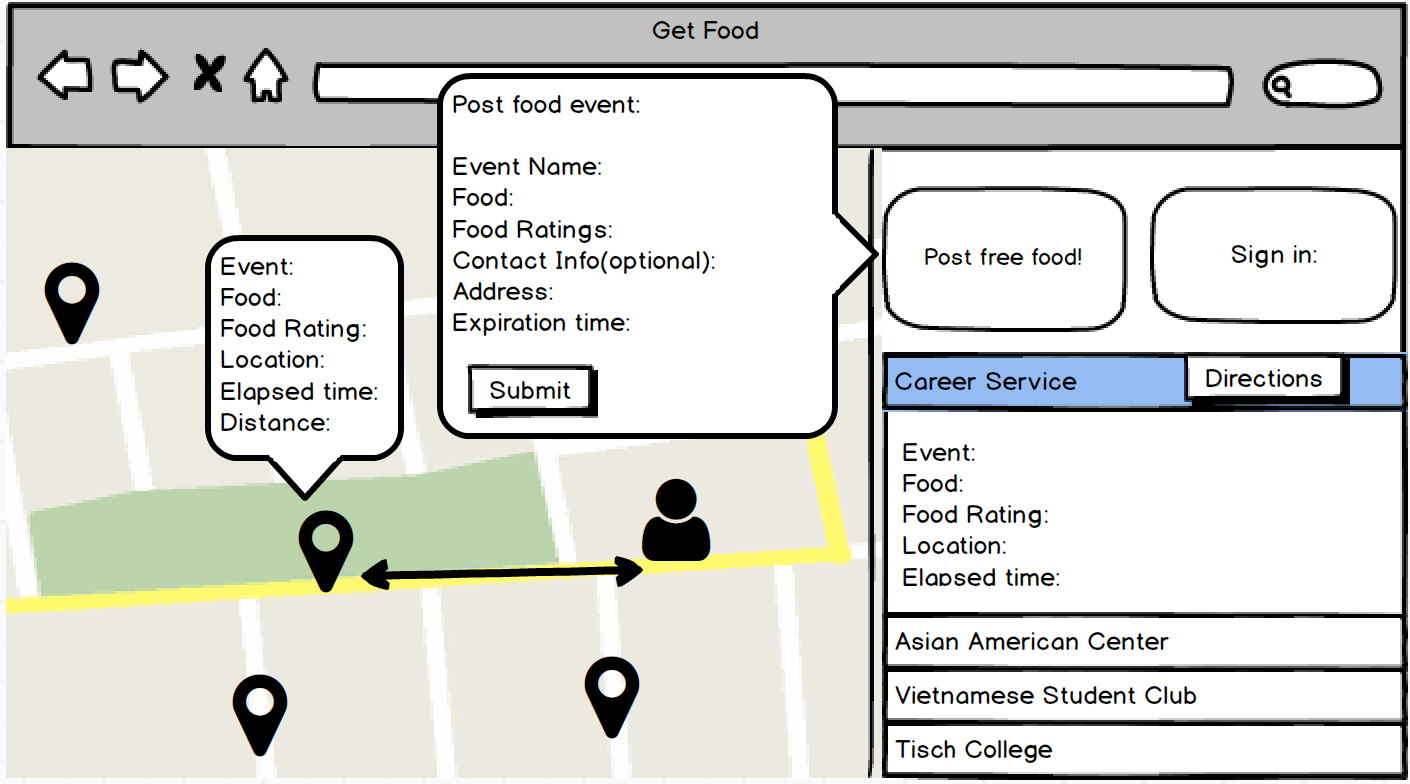 Get Food
Post food event:
Event Name:
Food:
Food Ratings:
Contact Info(optional):
Address:
Expiration time:
Submit
Event:
Food:
Food Rating:
Location:
Elapsed time:
Distance:
Post free food!
Sign in:
Career Service
Directions
Event:
Food:
Food Rating:
Location:
Elapsed time:
Asian American Center
Vietnamese Student Club
Tisch College